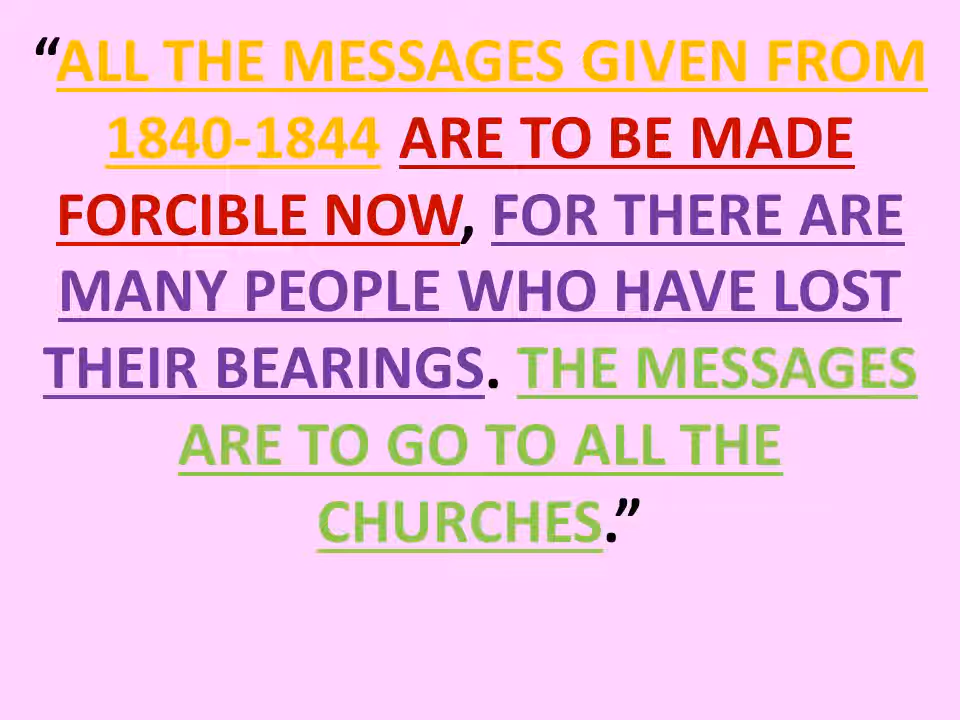 “ALL THE MESSAGES GIVEN FROM
1840-1844 ARE TO BE MADE
FORCIBLE NOW, FOR THERE ARE
MANY PEOPLE WHO HAVE LOST
THEIR BEARINGS. THE MESSAGES
ARE TO GO TO ALL THE
CHURCHES.”